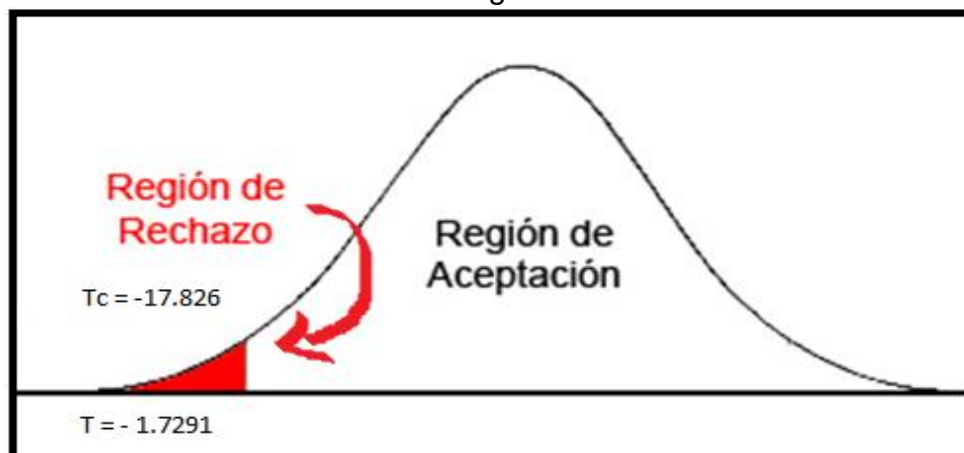 Región de
Rechazo
Región de
Aceptación
Tc = -17.826
T = - 1.7291